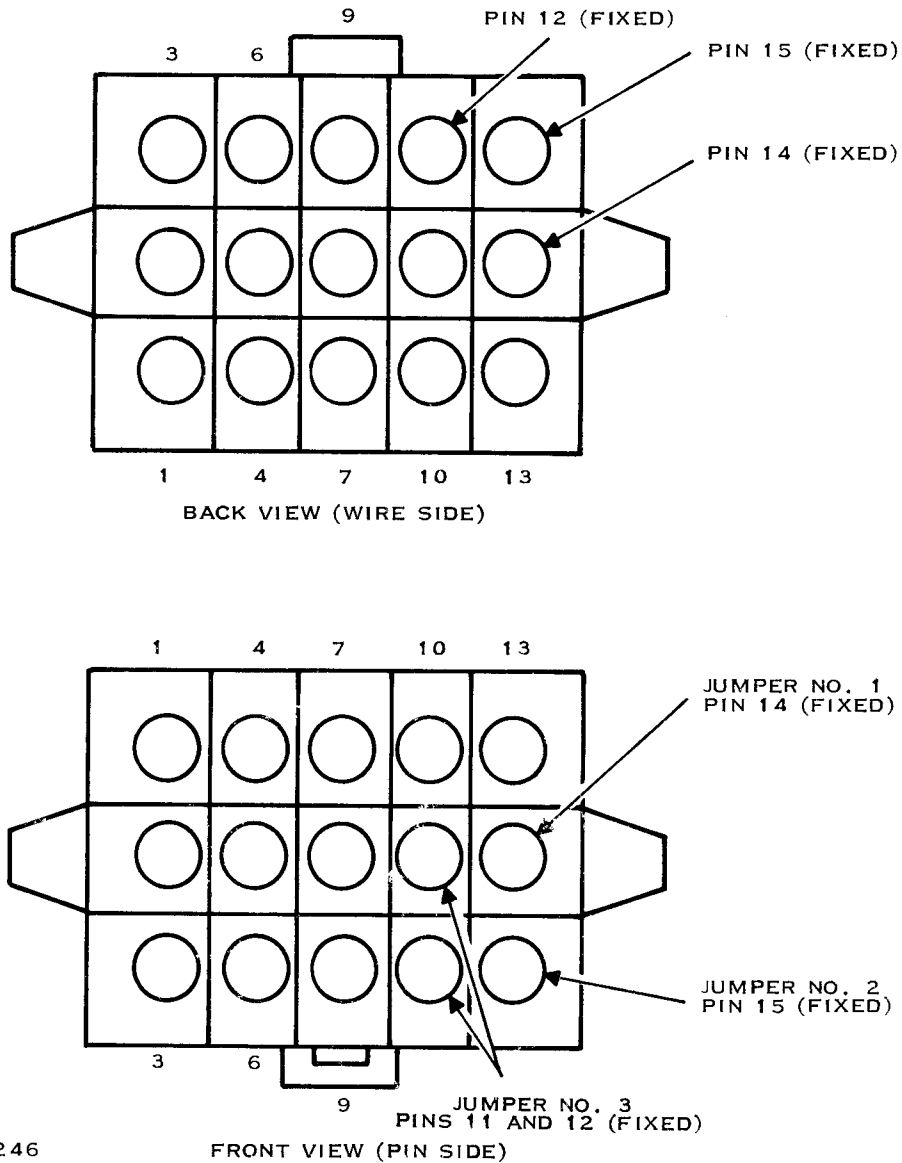 PIN 12 (FIXED)
9
3 6
PIN 15 (FIXED)
PIN 14 (FIXED)
1 4 7 10 13
BACK VIEW (WIRE SIDE)
1 4 7 10 13
JUMPER NO. 1
PIN 14 (FIXED)
JUMPER NO. 2
PIN 15 (FIXED)
3 6
9
JUMPER NO. 3
PINS 11 AND 12 (FIXED)
246
FRONT VIEW (PIN SIDE)